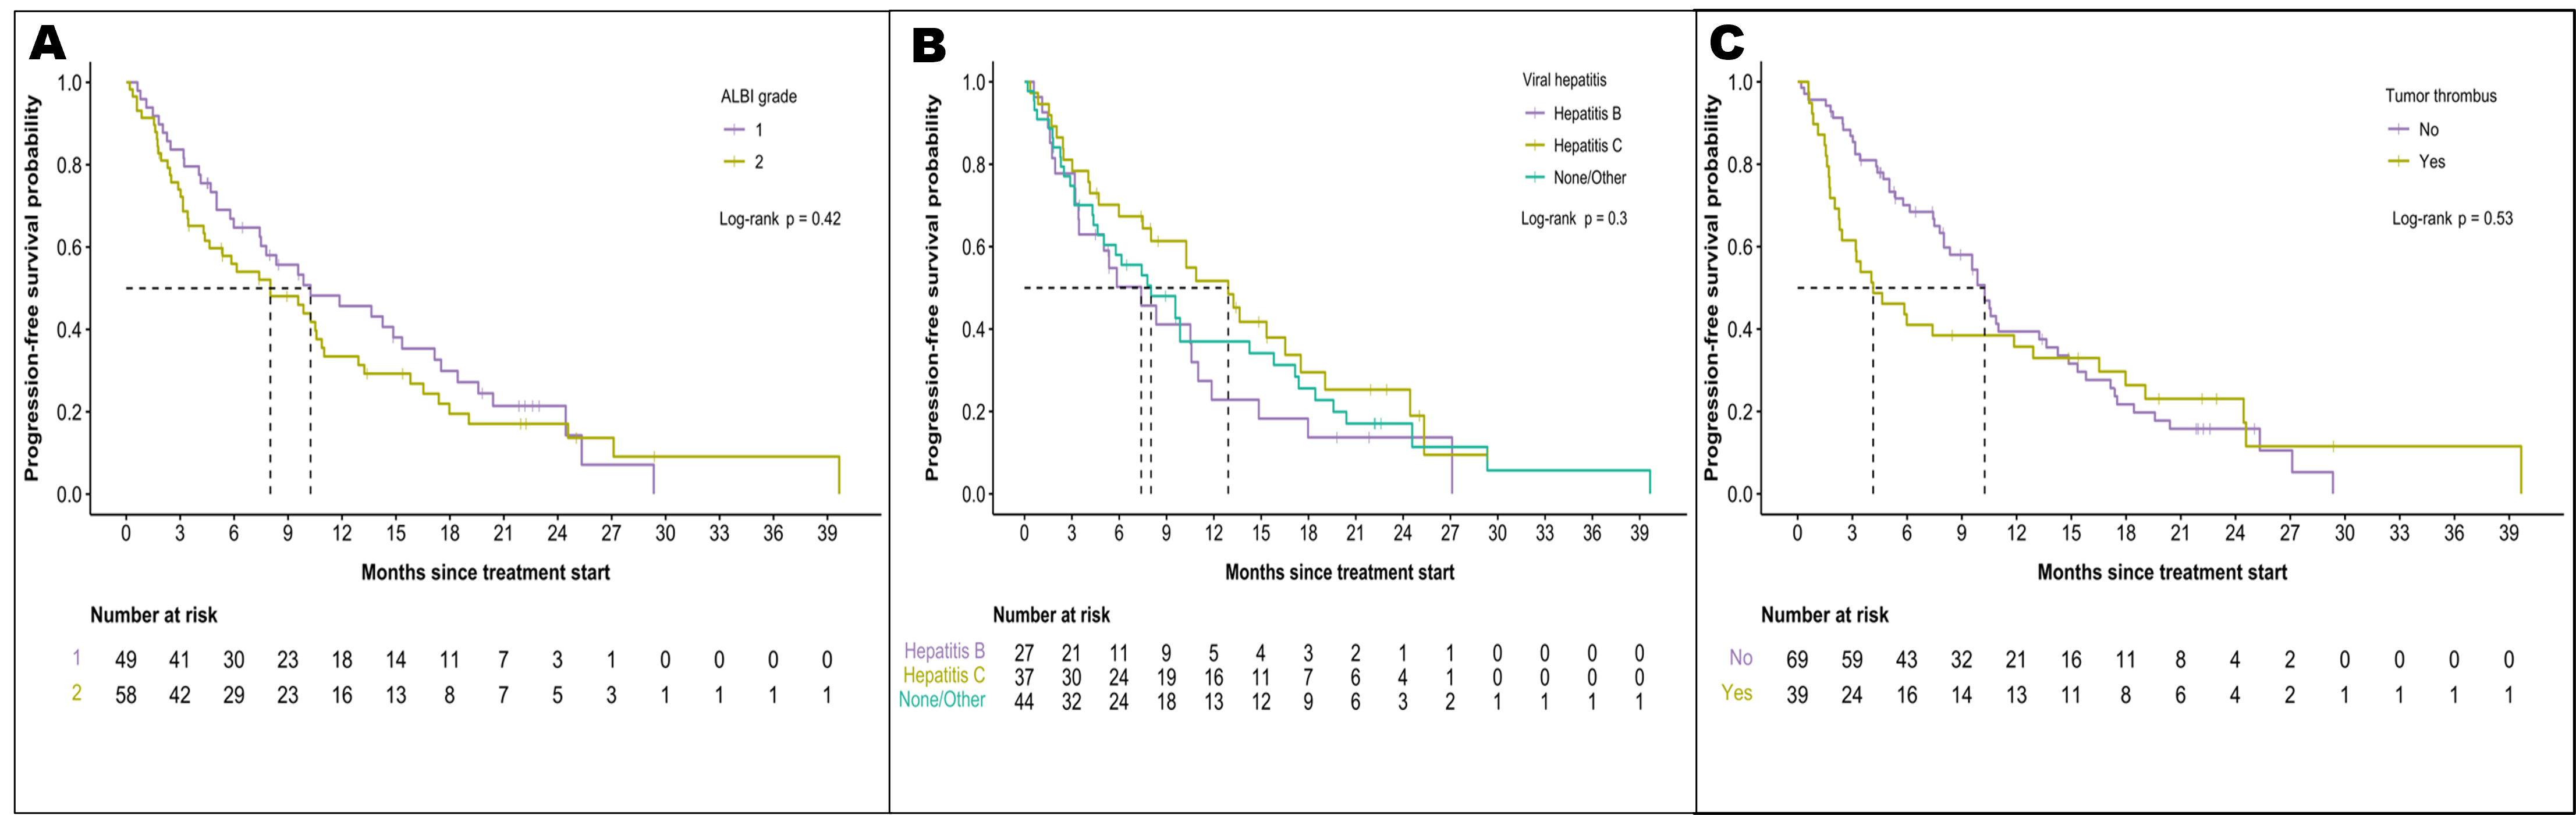 A
Progression-free survival probability
1.0
0.8
0.6
0.4
0.2
0.0
ALBI grade
1
2
Log-rank p = 0.42
0 3 6 9 12 15 18 21 24 27 30 33 36 39
Months since treatment start
Number at risk
1 49 41 30 23 18 14 11 7 3 1 0 0 0 0
2 58 42 29 23 16 13 8 7 5 3 1 1 1 1
B
Progression-free survival probability
1.0
0.8
0.6
0.4
0.2
0.0
Viral hepatitis
Hepatitis B
Hepatitis C
None/Other
Log-rank p = 0.3
0 3 6 9 12 15 18 21 24 27 30 33 36 39
Months since treatment start
Number at risk
Hepatitis B 27 21 11 9 5 4 3 2 1 1 0 0 0 0
Hepatitis C 37 30 24 19 16 11 7 6 4 1 0 0 0 0
None/Other 44 32 24 18 13 12 9 6 3 2 1 1 1 1
C
Progression-free survival probability
1.0
0.8
0.6
0.4
0.2
0.0
Tumor thrombus
No
Yes
Log-rank p = 0.53
0 3 6 9 12 15 18 21 24 27 30 33 36 39
Months since treatment start
Number at risk
No 69 59 43 32 21 16 11 8 4 2 0 0 0 0
Yes 39 24 16 14 13 11 8 6 4 2 1 1 1 1